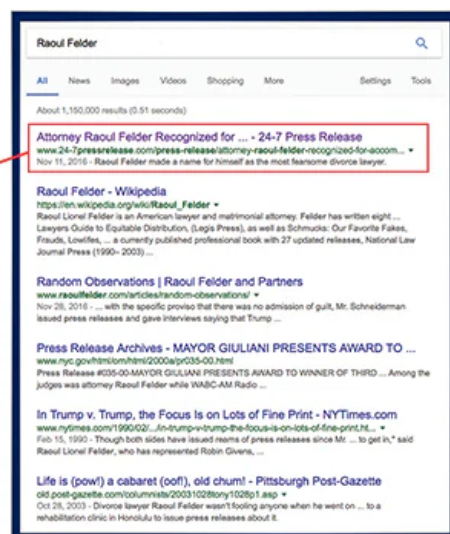 Raoul Felder
All News Images Videos Shopping More Settings Tools
About 1,150,000 results (0.51 seconds)
Attorney Raoul Felder Recognized for ... - 24-7 Press Release
www.24-7pressrelease.com/press-release/attorney-raoul-felder-recognized-for-accom...
Nov 11, 2016 - Raoul Felder made a name for himself as the most fearsome divorce lawyer.
Raoul Felder - Wikipedia
https://en.wikipedia.org/wiki/Raoul_Felder
Raoul Lionel Felder is an American lawyer and matrimonial attorney. Felder has written eight ...
Lawyers Guide to Equitable Distribution, (Legis Press), as well as Schmucks: Our Favorite Fakes,
Frauds, Lowlifes, ... a currently published professional book with 27 updated releases, National Law
Journal Press (1990– 2003) ...
Random Observations | Raoul Felder and Partners
www.raoulfelder.com/articles/random-observations/
Nov 28, 2016 - ... with the specific proviso that there was no admission of guilt, Mr. Schneiderman
issued press releases and gave interviews saying that Trump ...
Press Release Archives - MAYOR GIULIANI PRESENTS AWARD TO ...
www.nyc.gov/html/om/html/2000a/pr035-00.html
Press Release #035-00-MAYOR GIULIANI PRESENTS AWARD TO WINNER OF THIRD ... Among the
judges was attorney Raoul Felder while WABC-AM Radio ...
In Trump v. Trump, the Focus Is on Lots of Fine Print - NYTimes.com
www.nytimes.com/1990/02/.../in-trump-v-trump-the-focus-is-on-lots-of-fine-print.ht...
Feb 15, 1990 - Though both sides have issued reams of press releases since Mr. ... to get in," said
Raoul Lionel Felder, who has represented Robin Givens, ...
Life is (pow!) a cabaret (oof!), old chum! - Pittsburgh Post-Gazette
old.post-gazette.com/columnists/20031028tony1028p1.asp
Oct 28, 2003 - Divorce lawyer Raoul Felder wasn't fooling anyone when he went on ... to a
rehabilitation clinic in Honolulu to issue press releases about it.